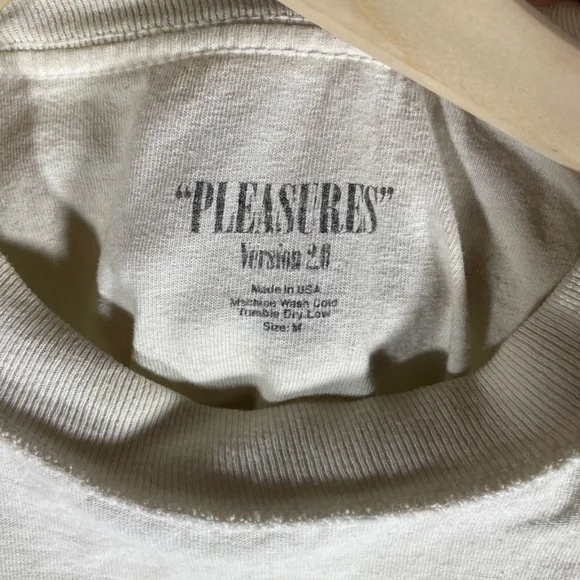 “PLEASURES”
Version 2.0
Made in USA
Machine Wash Cold
Tumble Dry Low
Size: M